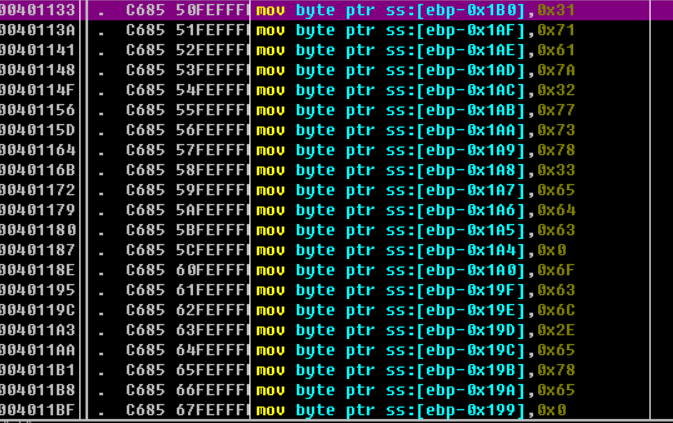 00401133 . C685 50FEFFFF mov byte ptr ss:[ebp-0x1B0],0x31
0040113A . C685 51FEFFFF mov byte ptr ss:[ebp-0x1AF],0x71
00401141 . C685 52FEFFFF mov byte ptr ss:[ebp-0x1AE],0x61
00401148 . C685 53FEFFFF mov byte ptr ss:[ebp-0x1AD],0x7A
0040114F . C685 54FEFFFF mov byte ptr ss:[ebp-0x1AC],0x32
00401156 . C685 55FEFFFF mov byte ptr ss:[ebp-0x1AB],0x77
0040115D . C685 56FEFFFF mov byte ptr ss:[ebp-0x1AA],0x73
00401164 . C685 57FEFFFF mov byte ptr ss:[ebp-0x1A9],0x78
0040116B . C685 58FEFFFF mov byte ptr ss:[ebp-0x1A8],0x33
00401172 . C685 59FEFFFF mov byte ptr ss:[ebp-0x1A7],0x65
00401179 . C685 5AFEFFFF mov byte ptr ss:[ebp-0x1A6],0x64
00401180 . C685 5BFEFFFF mov byte ptr ss:[ebp-0x1A5],0x63
00401187 . C685 5CFEFFFF mov byte ptr ss:[ebp-0x1A4],0x0
0040118E . C685 60FEFFFF mov byte ptr ss:[ebp-0x1A0],0x6F
00401195 . C685 61FEFFFF mov byte ptr ss:[ebp-0x19F],0x63
0040119C . C685 62FEFFFF mov byte ptr ss:[ebp-0x19E],0x6C
004011A3 . C685 63FEFFFF mov byte ptr ss:[ebp-0x19D],0x2E
004011AA . C685 64FEFFFF mov byte ptr ss:[ebp-0x19C],0x65
004011B1 . C685 65FEFFFF mov byte ptr ss:[ebp-0x19B],0x78
004011B8 . C685 66FEFFFF mov byte ptr ss:[ebp-0x19A],0x65
004011BF . C685 67FEFFFF mov byte ptr ss:[ebp-0x199],0x0